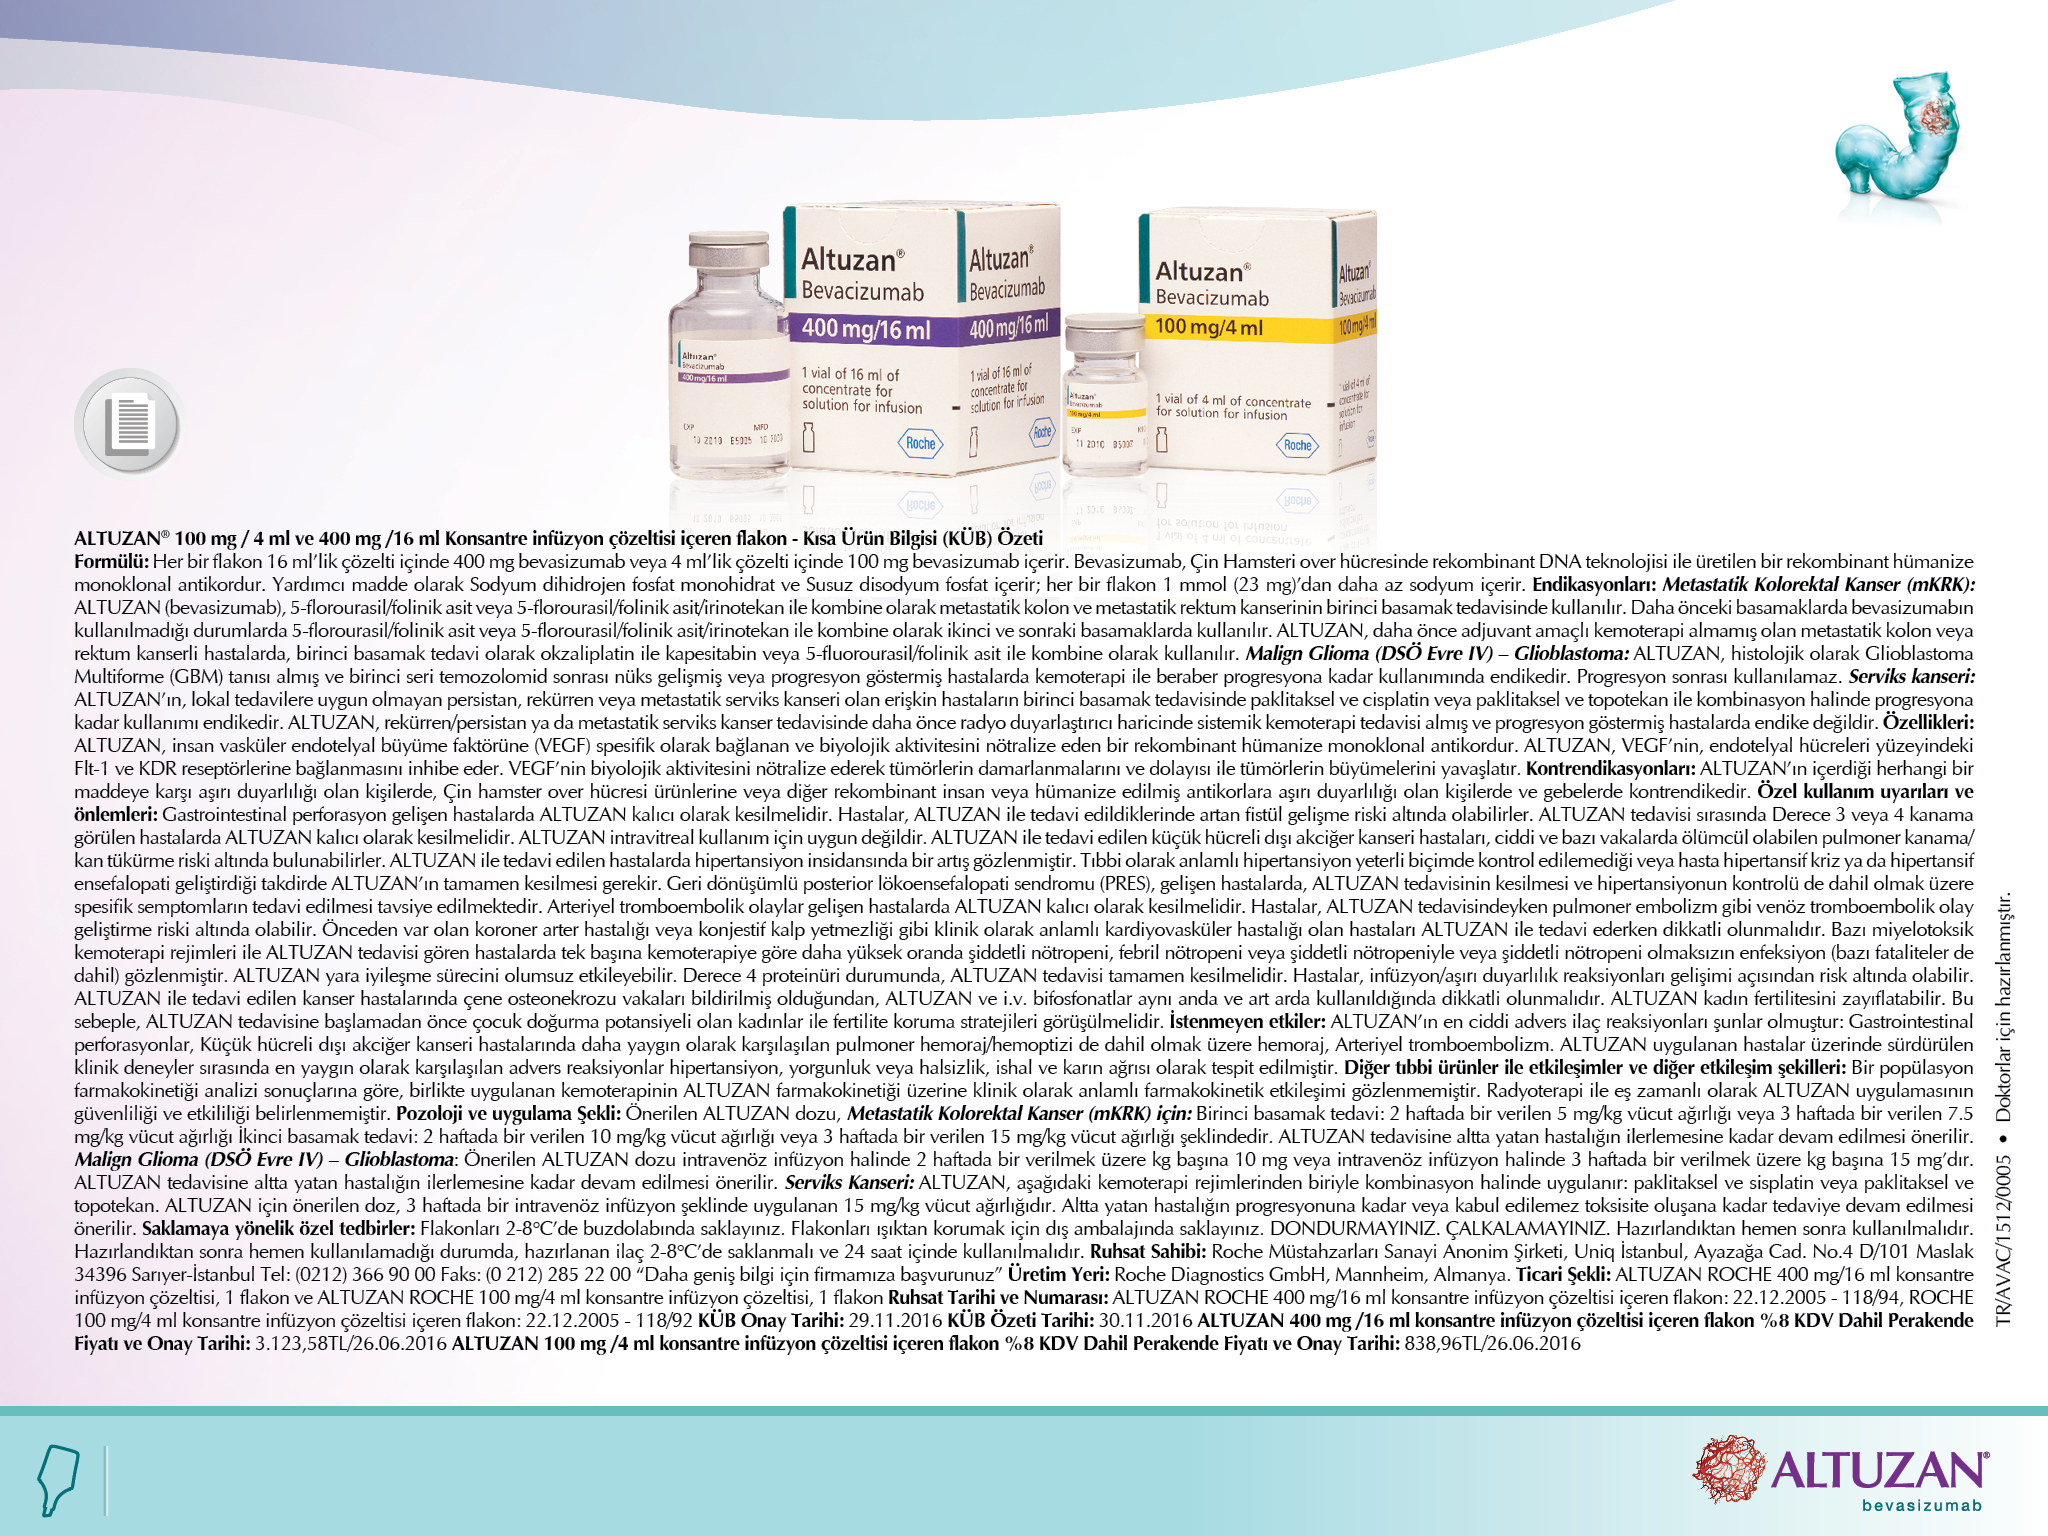 Altuzan®
Bevacizumab
400 mg/16 ml
1 vial of 16 ml of
concentrate for
solution for infusion
Roche
Altuzan®
Bevacizumab
400 mg/16 ml
1 vial of 16 ml of
concentrate for
solution for infusion
Roche
Altuzan®
Bevacizumab
100 mg/4 ml
1 vial of 4 ml of concentrate
for solution for infusion
Roche
Altuzan®
Bevacizumab
100 mg/4 ml
Altuzan®
Bevacizumab
400 mg/16 ml
EXP MFD
Altuzan®
Bevacizumab
100 mg/4 ml
EXP
11 2010 B5007
ALTUZAN® 100 mg / 4 ml ve 400 mg /16 ml Konsantre infüzyon çözeltisi içeren flakon - Kısa Ürün Bilgisi (KÜB) Özeti
Formülü: Her bir flakon 16 ml’lik çözelti içinde 400 mg bevasizumab veya 4 ml’lik çözelti içinde 100 mg bevasizumab içerir. Bevasizumab, Çin Hamsteri over hücresinde rekombinant DNA teknolojisi ile üretilen bir rekombinant hümanize
monoklonal antikordur. Yardımcı madde olarak Sodyum dihidrojen fosfat monohidrat ve Susuz disodyum fosfat içerir; her bir flakon 1 mmol (23 mg)’dan daha az sodyum içerir. Endikasyonları: Metastatik Kolorektal Kanser (mKRK):
ALTUZAN (bevasizumab), 5-florourasil/folinik asit veya 5-florourasil/folinik asit/irinotekan ile kombine olarak metastatik kolon ve metastatik rektum kanserinin birinci basamak tedavisinde kullanılır. Daha önceki basamaklarda bevasizumabın
kullanılmadığı durumlarda 5-florourasil/folinik asit veya 5-florourasil/folinik asit/irinotekan ile kombine olarak ikinci ve sonraki basamaklarda kullanılır. ALTUZAN, daha önce adjuvant amaçlı kemoterapi almamış olan metastatik kolon veya
rektum kanserli hastalarda, birinci basamak tedavi olarak okzaliplatin ile kapesitabin veya 5-fluorourasil/folinik asit ile kombine olarak kullanılır. Malign Glioma (DSÖ Evre IV) – Glioblastoma: ALTUZAN, histolojik olarak Glioblastoma
Multiforme (GBM) tanısı almış ve birinci seri temozolomid sonrası nüks gelişmiş veya progresyon göstermiş hastalarda kemoterapi ile beraber progresyona kadar kullanımında endikedir. Progresyon sonrası kullanılamaz. Serviks kanseri:
ALTUZAN’ın, lokal tedavilere uygun olmayan persistan, rekürren veya metastatik serviks kanseri olan erişkin hastaların birinci basamak tedavisinde paklitaksel ve cisplatin veya paklitaksel ve topotekan ile kombinasyon halinde progresyona
kadar kullanımı endikedir. ALTUZAN, rekürren/persistan ya da metastatik serviks kanser tedavisinde daha önce radyo duyarlaştırıcı haricinde sistemik kemoterapi tedavisi almış ve progresyon göstermiş hastalarda endike değildir. Özellikleri:
ALTUZAN, insan vasküler endotelyal büyüme faktörüne (VEGF) spesifik olarak bağlanan ve biyolojik aktivitesini nötralize eden bir rekombinant hümanize monoklonal antikordur. ALTUZAN, VEGF’nin, endotelyal hücreleri yüzeyindeki
Flt-1 ve KDR reseptörlerine bağlanmasını inhibe eder. VEGF’nin biyolojik aktivitesini nötralize ederek tümörlerin damarlanmalarını ve dolayısı ile tümörlerin büyümelerini yavaşlatır. Kontrendikasyonları: ALTUZAN’ın içerdiği herhangi bir
maddeye karşı aşırı duyarlılığı olan kişilerde, Çin hamster over hücresi ürünlerine veya diğer rekombinant insan veya hümanize edilmiş antikorlara aşırı duyarlılığı olan kişilerde ve gebelerde kontrendikedir. Özel kullanım uyarıları ve
önlemleri: Gastrointestinal perforasyon gelişen hastalarda ALTUZAN kalıcı olarak kesilmelidir. Hastalar, ALTUZAN ile tedavi edildiklerinde artan fistül gelişme riski altında olabilirler. ALTUZAN tedavisi sırasında Derece 3 veya 4 kanama
görülen hastalarda ALTUZAN kalıcı olarak kesilmelidir. ALTUZAN intravitreal kullanım için uygun değildir. ALTUZAN ile tedavi edilen küçük hücreli dışı akciğer kanseri hastaları, ciddi ve bazı vakalarda ölümcül olabilen pulmoner kanama/
kan tükürme riski altında bulunabilirler. ALTUZAN ile tedavi edilen hastalarda hipertansiyon insidansında bir artış gözlenmiştir. Tıbbi olarak anlamlı hipertansiyon yeterli biçimde kontrol edilemediği veya hasta hipertansif kriz ya da hipertansif
ensefalopati geliştirdiği takdirde ALTUZAN’ın tamamen kesilmesi gerekir. Geri dönüşümlü posterior lökoensefalopati sendromu (PRES), gelişen hastalarda, ALTUZAN tedavisinin kesilmesi ve hipertansiyonun kontrolü de dahil olmak üzere
spesifik semptomların tedavi edilmesi tavsiye edilmektedir. Arteriyel tromboembolik olaylar gelişen hastalarda ALTUZAN kalıcı olarak kesilmelidir. Hastalar, ALTUZAN tedavisindeyken pulmoner embolizm gibi venöz tromboembolik olay
geliştirme riski altında olabilir. Önceden var olan koroner arter hastalığı veya konjestif kalp yetmezliği gibi klinik olarak anlamlı kardiyovasküler hastalığı olan hastaları ALTUZAN ile tedavi ederken dikkatli olunmalıdır. Bazı miyelotoksik
kemoterapi rejimleri ile ALTUZAN tedavisi gören hastalarda tek başına kemoterapiye göre daha yüksek oranda şiddetli nötropeni, febril nötropeni veya şiddetli nötropeniyle veya şiddetli nötropeni olmaksızın enfeksiyon (bazı fataliteler de
dahil) gözlenmiştir. ALTUZAN yara iyileşme sürecini olumsuz etkileyebilir. Derece 4 proteinüri durumunda, ALTUZAN tedavisi tamamen kesilmelidir. Hastalar, infüzyon/aşırı duyarlılık reaksiyonları gelişimi açısından risk altında olabilir.
ALTUZAN ile tedavi edilen kanser hastalarında çene osteonekrozu vakaları bildirilmiş olduğundan, ALTUZAN ve i.v. bifosfonatlar aynı anda ve art arda kullanıldığında dikkatli olunmalıdır. ALTUZAN kadın fertilitesini zayıflatabilir. Bu
sebeple, ALTUZAN tedavisine başlamadan önce çocuk doğurma potansiyeli olan kadınlar ile fertilite koruma stratejileri görüşülmelidir. İstenmeyen etkiler: ALTUZAN’ın en ciddi advers ilaç reaksiyonları şunlar olmuştur: Gastrointestinal
perforasyonlar, Küçük hücreli dışı akciğer kanseri hastalarında daha yaygın olarak karşılaşılan pulmoner hemoraj/hemoptizi de dahil olmak üzere hemoraj, Arteriyel tromboembolizm. ALTUZAN uygulanan hastalar üzerinde sürdürülen
klinik deneyler sırasında en yaygın olarak karşılaşılan advers reaksiyonlar hipertansiyon, yorgunluk veya halsizlik, ishal ve karın ağrısı olarak tespit edilmiştir. Diğer tıbbi ürünler ile etkileşimler ve diğer etkileşim şekilleri: Bir popülasyon
farmakokinetiği analizi sonuçlarına göre, birlikte uygulanan kemoterapinin ALTUZAN farmakokinetiği üzerine klinik olarak anlamlı farmakokinetik etkileşimi gözlenmemiştir. Radyoterapi ile eş zamanlı olarak ALTUZAN uygulamasının
güvenliliği ve etkililiği belirlenmemiştir. Pozoloji ve uygulama Şekli: Önerilen ALTUZAN dozu, Metastatik Kolorektal Kanser (mKRK) için: Birinci basamak tedavi: 2 haftada bir verilen 5 mg/kg vücut ağırlığı veya 3 haftada bir verilen 7.5
mg/kg vücut ağırlığı İkinci basamak tedavi: 2 haftada bir verilen 10 mg/kg vücut ağırlığı veya 3 haftada bir verilen 15 mg/kg vücut ağırlığı şeklindedir. ALTUZAN tedavisine altta yatan hastalığın ilerlemesine kadar devam edilmesi önerilir.
Malign Glioma (DSÖ Evre IV) – Glioblastoma: Önerilen ALTUZAN dozu intravenöz infüzyon halinde 2 haftada bir verilmek üzere kg başına 10 mg veya intravenöz infüzyon halinde 3 haftada bir verilmek üzere kg başına 15 mg’dır.
ALTUZAN tedavisine altta yatan hastalığın ilerlemesine kadar devam edilmesi önerilir. Serviks Kanseri: ALTUZAN, aşağıdaki kemoterapi rejimlerinden biriyle kombinasyon halinde uygulanır: paklitaksel ve sisplatin veya paklitaksel ve
topotekan. ALTUZAN için önerilen doz, 3 haftada bir intravenöz infüzyon şeklinde uygulanan 15 mg/kg vücut ağırlığıdır. Altta yatan hastalığın progresyonuna kadar veya kabul edilemez toksisite oluşana kadar tedaviye devam edilmesi
önerilir. Saklamaya yönelik özel tedbirler: Flakonları 2-8°C’de buzdolabında saklayınız. Flakonları ışıktan korumak için dış ambalajında saklayınız. DONDURMAYINIZ. ÇALKALAMAYINIZ. Hazırlandıktan hemen sonra kullanılmalıdır.
Hazırlandıktan sonra hemen kullanılamadığı durumda, hazırlanan ilaç 2-8°C’de saklanmalı ve 24 saat içinde kullanılmalıdır. Ruhsat Sahibi: Roche Müstahzarları Sanayi Anonim Şirketi, Uniq İstanbul, Ayazağa Cad. No.4 D/101 Maslak
34396 Sarıyer-İstanbul Tel: (0212) 366 90 00 Faks: (0 212) 285 22 00 “Daha geniş bilgi için firmamıza başvurunuz” Üretim Yeri: Roche Diagnostics GmbH, Mannheim, Almanya. Ticari Şekli: ALTUZAN ROCHE 400 mg/16 ml konsantre
infüzyon çözeltisi, 1 flakon ve ALTUZAN ROCHE 100 mg/4 ml konsantre infüzyon çözeltisi, 1 flakon Ruhsat Tarihi ve Numarası: ALTUZAN ROCHE 400 mg/16 ml konsantre infüzyon çözeltisi içeren flakon: 22.12.2005 - 118/94, ROCHE
100 mg/4 ml konsantre infüzyon çözeltisi içeren flakon: 22.12.2005 - 118/92 KÜB Onay Tarihi: 29.11.2016 KÜB Özeti Tarihi: 30.11.2016 ALTUZAN 400 mg /16 ml konsantre infüzyon çözeltisi içeren flakon %8 KDV Dahil Perakende
Fiyatı ve Onay Tarihi: 3.123,58TL/26.06.2016 ALTUZAN 100 mg /4 ml konsantre infüzyon çözeltisi içeren flakon %8 KDV Dahil Perakende Fiyatı ve Onay Tarihi: 838,96TL/26.06.2016
TR/AVAC/1512/0005 • Doktorlar için hazırlanmıştır.
ALTUZAN®
bevasizumab